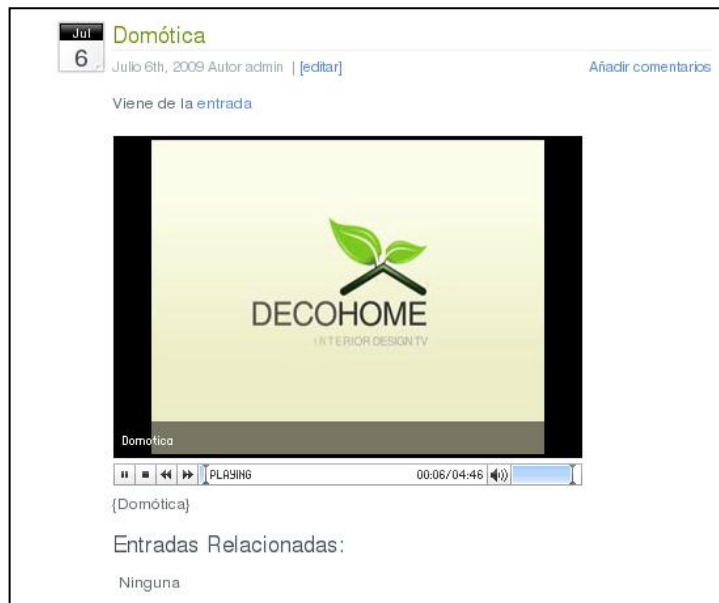 Jul
6
Domótica
Julio 6th, 2009 Autor admin | [editar]
Añadir comentarios
Viene de la entrada
DECOHOME
INTERIOR DESIGN TV
Domotica
PLAYING
00:06/04:46
{Domótica}
Entradas Relacionadas:
Ninguna